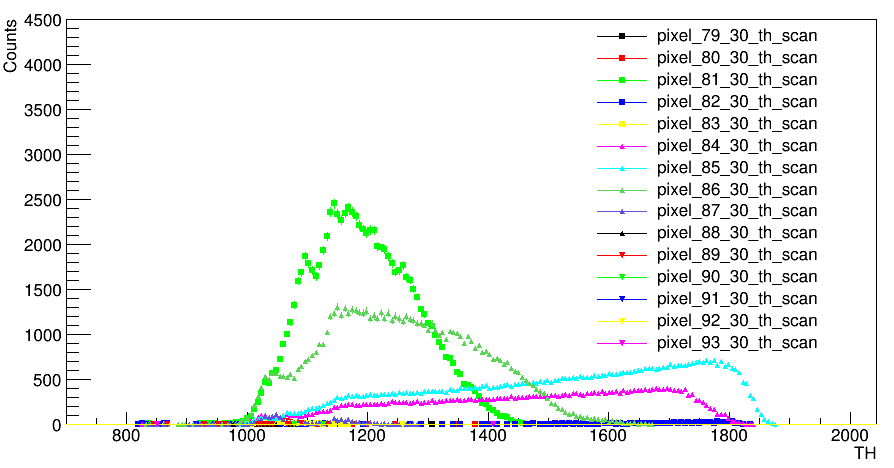 Counts
4500
4000
3500
3000
2500
2000
1500
1000
500
0
pixel_79_30_th_scan
pixel_80_30_th_scan
pixel_81_30_th_scan
pixel_82_30_th_scan
pixel_83_30_th_scan
pixel_84_30_th_scan
pixel_85_30_th_scan
pixel_86_30_th_scan
pixel_87_30_th_scan
pixel_88_30_th_scan
pixel_89_30_th_scan
pixel_90_30_th_scan
pixel_91_30_th_scan
pixel_92_30_th_scan
pixel_93_30_th_scan
800 1000 1200 1400 1600 1800 2000
TH